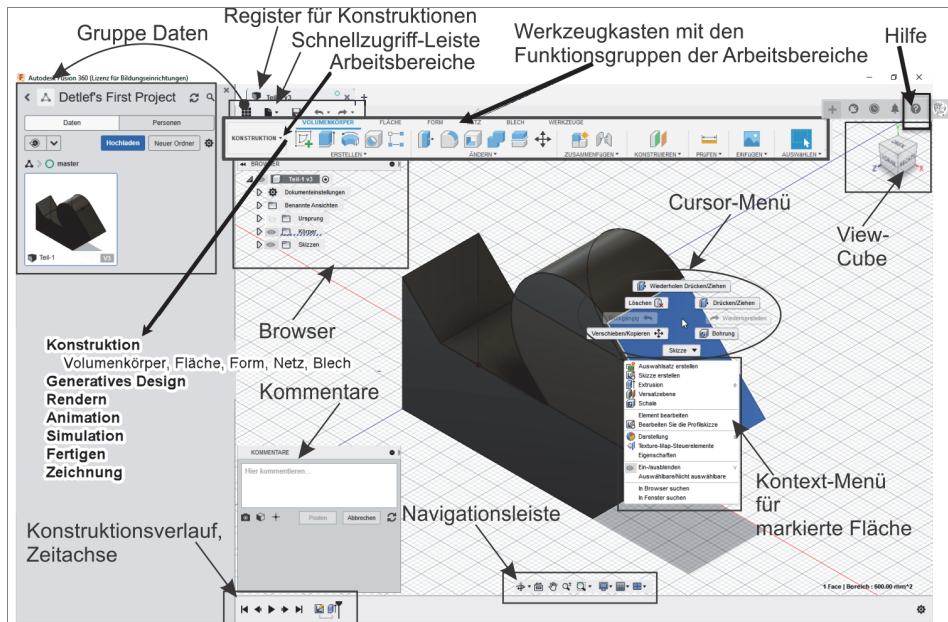 Register für Konstruktionen
Gruppe Daten
Schnellzugriff-Leiste
Arbeitsbereiche
Werkzeugkasten mit den
Funktionsgruppen der Arbeitsbereiche
Hilfe
Autodesk Fusion 360 (Lizenz für Bildungseinrichtungen)
Detlef's First Project
Daten
Personen
Hochladen
Neuer Ordner
master
Teil-1
V3
KONSTRUKTION
VOLUMENKÖRPER
FLÄCHE
FORM
BLECH
WERKZEUGE
ERSTELLEN
ÄNDERN
ZUSAMMENFÜGEN
KONSTRUIEREN
PRÜFEN
EINFÜGEN
AUSWÄHLEN
BROWSER
Teil-1 v3
Dokumenteinstellungen
Benannte Ansichten
Ursprung
Körper
Skizzen
Z
X
Cursor-Menü
View-
Cube
Wiederholen Drücken/Ziehen
Löschen
Drücken/Ziehen
Wiederherstellen
Verschieben/Kopieren
Bohrung
Skizze
Browser
Konstruktion
Volumenkörper, Fläche, Form, Netz, Blech
Generatives Design
Rendern
Animation
Simulation
Fertigen
Zeichnung
Kommentare
Auswahlsatz erstellen
Skizze erstellen
Extrusion
Versatzebene
Schale
Element bearbeiten
Bearbeiten Sie die Profilskizze
Darstellung
Texture-Map-Steuerelemente
Eigenschaften
Ein-/ausblenden
Auswählbare/Nicht auswählbare
In Browser suchen
In Fenster suchen
KOMMENTARE
Hier kommentieren...
Posten
Abbrechen
Kontext-Menü
für
markierte Fläche
Navigationsleiste
Konstruktionsverlauf,
Zeitachse
1 Face | Bereich : 600.00 mm^2